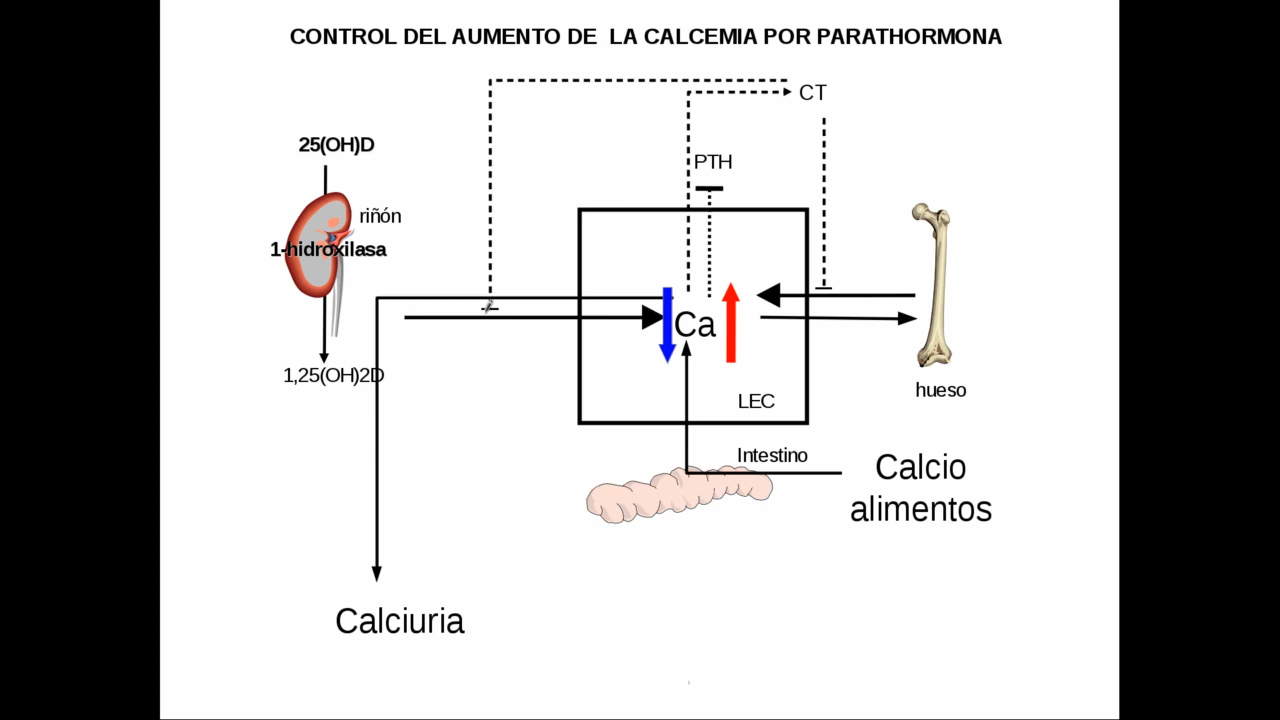 CONTROL DEL AUMENTO DE LA CALCEMIA POR PARATHORMONA
CT
25(OH)D
PTH
riñón
1-hidroxilasa
Ca
1,25(OH)2D
LEC
hueso
Intestino
Calcio
alimentos
Calciuria